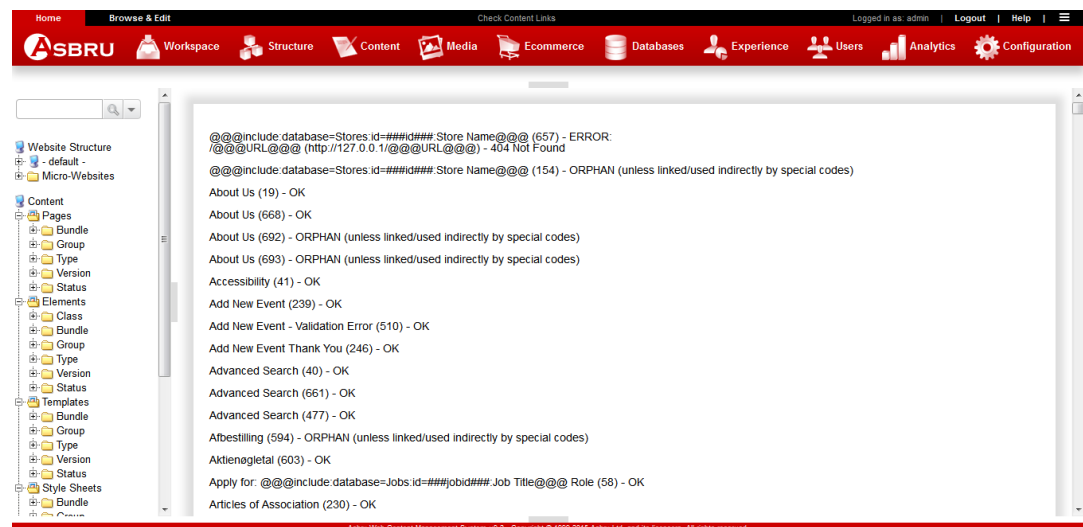 Home Browse & Edit Check Content Links Logged in as: admin | Logout | Help |
ASBRU Workspace Structure Content Media Ecommerce Databases Experience Users Analytics Configuration
Website Structure
- default -
Micro-Websites
Content
Pages
Bundle
Group
Type
Version
Status
Elements
Class
Bundle
Group
Type
Version
Status
Templates
Bundle
Group
Type
Version
Status
Style Sheets
Bundle
@@@include:database=Stores:id=###id###:Store Name@@@ (657) - ERROR:
/@@@URL@@@ (http://127.0.0.1/@@@URL@@@) - 404 Not Found
@@@include:database=Stores:id=###id###:Store Name@@@ (154) - ORPHAN (unless linked/used indirectly by special codes)
About Us (19) - OK
About Us (668) - OK
About Us (692) - ORPHAN (unless linked/used indirectly by special codes)
About Us (693) - ORPHAN (unless linked/used indirectly by special codes)
Accessibility (41) - OK
Add New Event (239) - OK
Add New Event - Validation Error (510) - OK
Add New Event Thank You (246) - OK
Advanced Search (40) - OK
Advanced Search (661) - OK
Advanced Search (477) - OK
Afbestilling (594) - ORPHAN (unless linked/used indirectly by special codes)
Aktienøgletal (603) - OK
Apply for: @@@include:database=Jobs:id=###jobid###:Job Title@@@ Role (58) - OK
Articles of Association (230) - OK